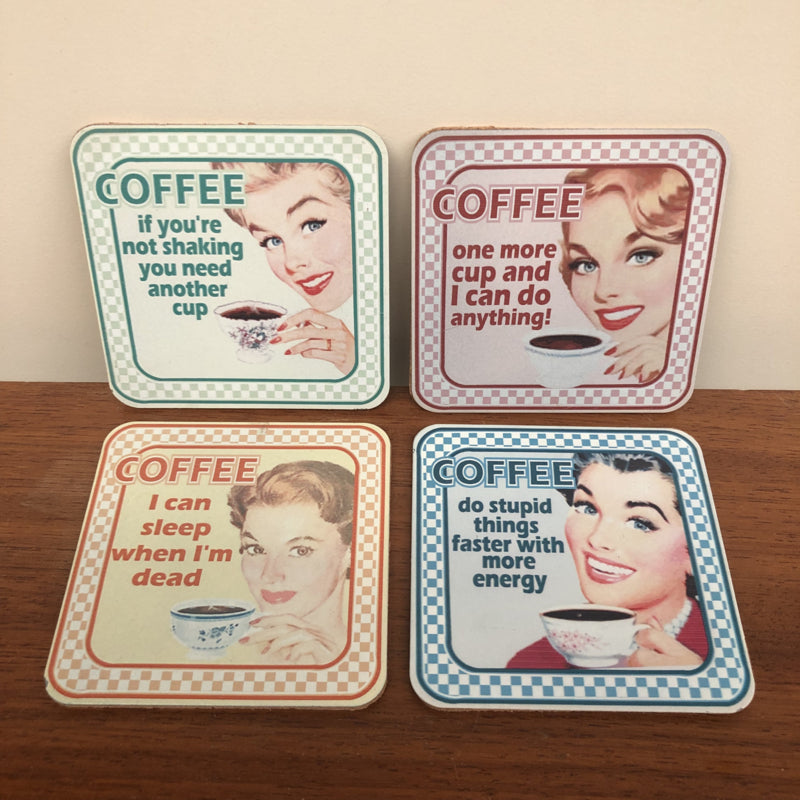 COFFEE
if you're
not shaking
you need
another
cup
COFFEE
one more
cup and
I can do
anything!
COFFEE
I can
sleep
when I'm
dead
COFFEE
do stupid
things
faster with
more
energy